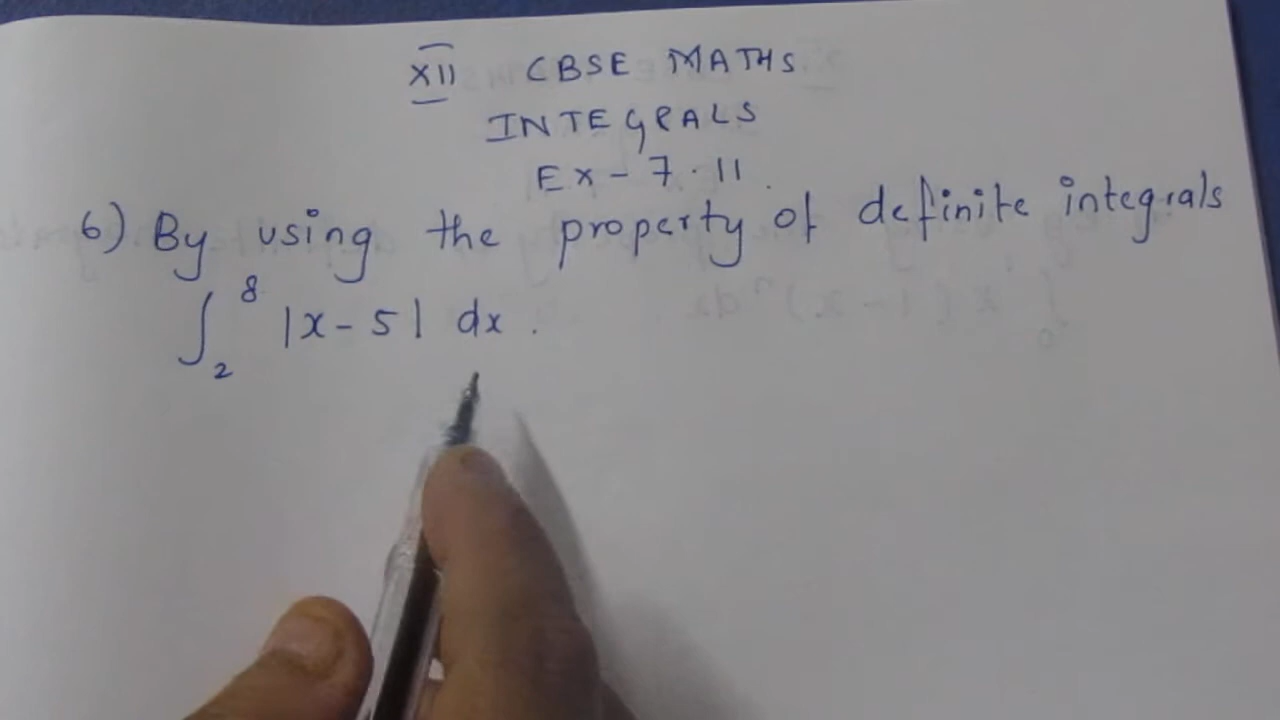 XII CBSE MATHS
INTEGRALS
Ex - 7.11.
6) By using the property of definite integrals
∫₂⁸ |x - 5| dx.